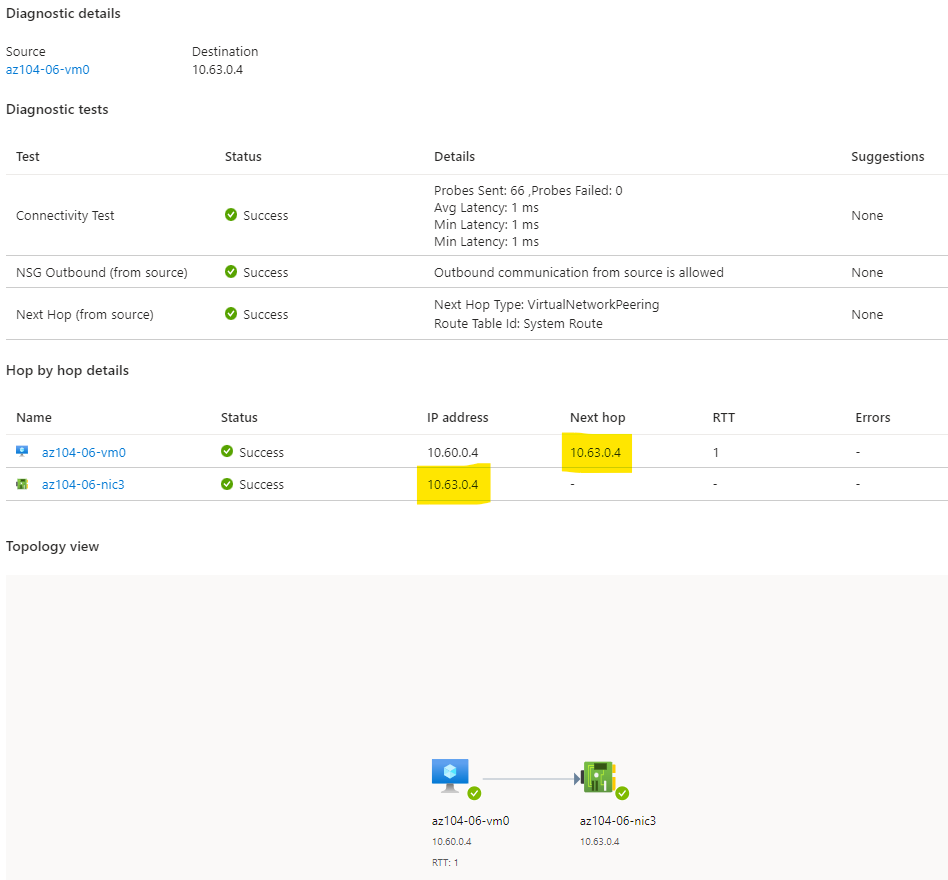 Diagnostic details
Source Destination
az104-06-vm0 10.63.0.4
Diagnostic tests
Test Status Details Suggestions
Connectivity Test Success Probes Sent: 66 ,Probes Failed: 0 None
Avg Latency: 1 ms
Min Latency: 1 ms
Min Latency: 1 ms
NSG Outbound (from source) Success Outbound communication from source is allowed None
Next Hop (from source) Success Next Hop Type: VirtualNetworkPeering None
Route Table Id: System Route
Hop by hop details
Name Status IP address Next hop RTT Errors
az104-06-vm0 Success 10.60.0.4 10.63.0.4 1 -
az104-06-nic3 Success 10.63.0.4 - - -
Topology view
az104-06-vm0 az104-06-nic3
10.60.0.4 10.63.0.4
RTT: 1